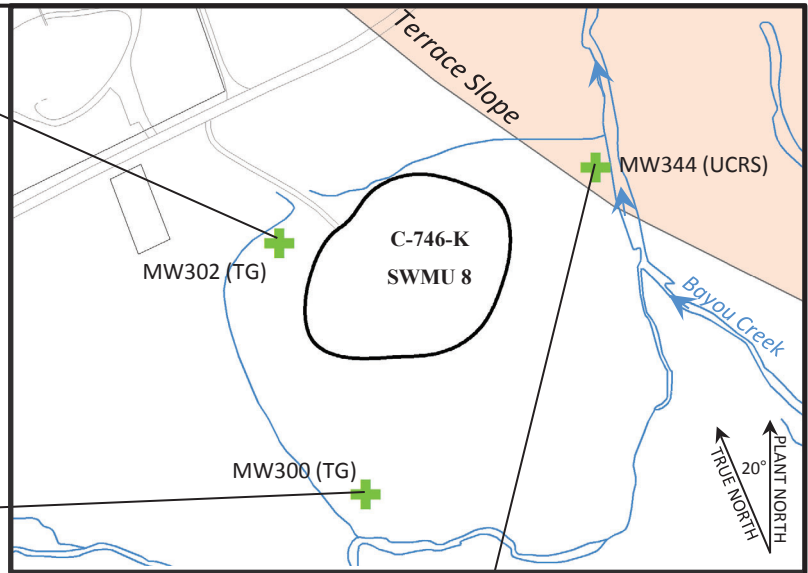 Terrace Slope
MW344 (UCRS)
C-746-K
SWMU 8
MW302 (TG)
Bayou Creek
MW300 (TG)
20°
TRUE NORTH
PLANT NORTH